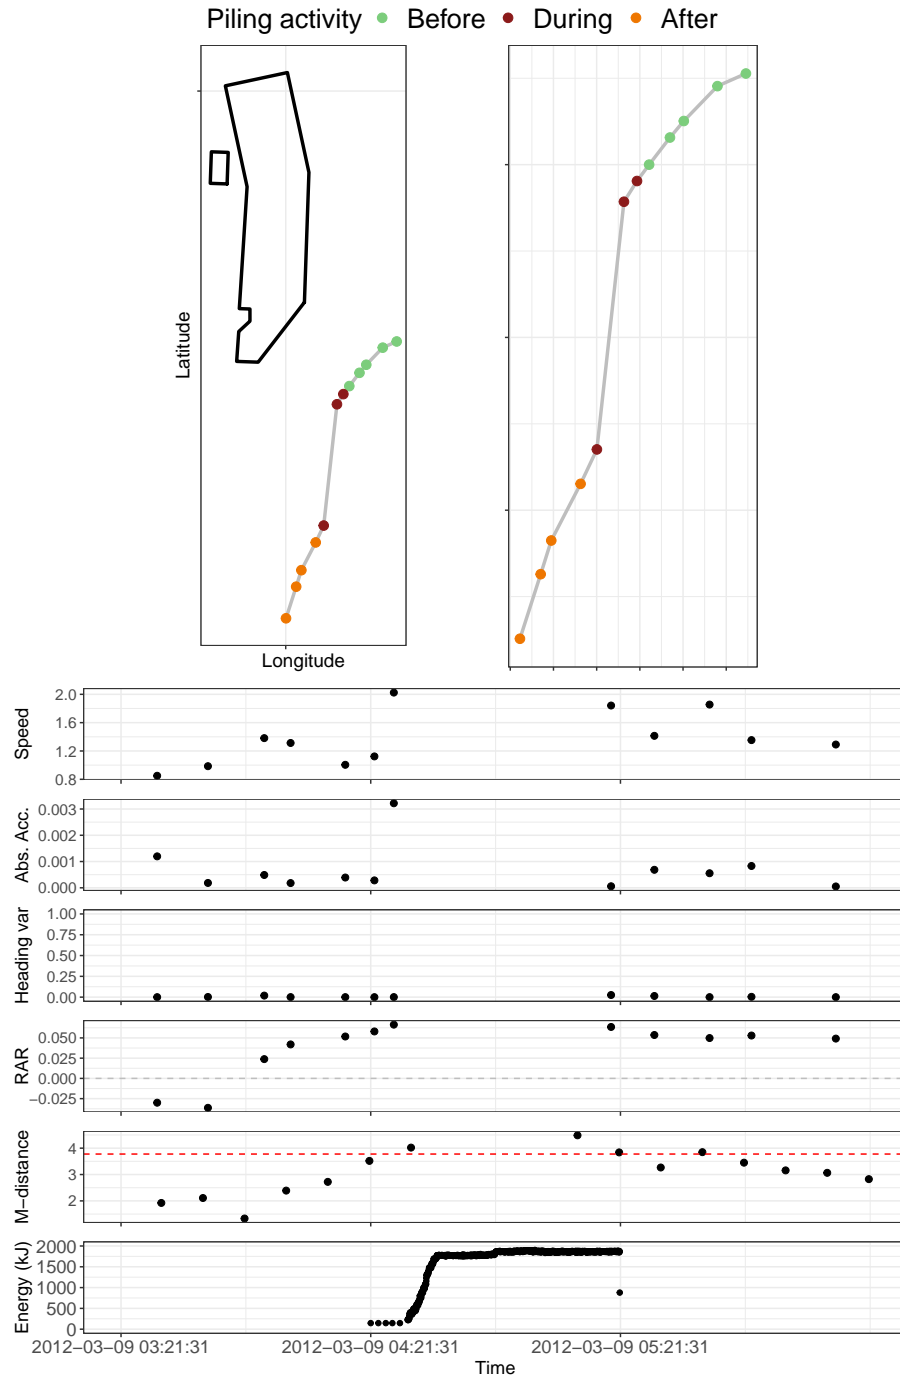 Piling activity Before During After
Latitude
Longitude
Speed
2.0
1.6
1.2
0.8
Abs. Acc.
0.003
0.002
0.001
0.000
Heading var
1.00
0.75
0.50
0.25
0.00
RAR
0.050
0.025
0.000
−0.025
M−distance
4
3
2
Energy (kJ)
2000
1500
1000
500
0
2012−03−09 03:21:31 2012−03−09 04:21:31 2012−03−09 05:21:31
Time